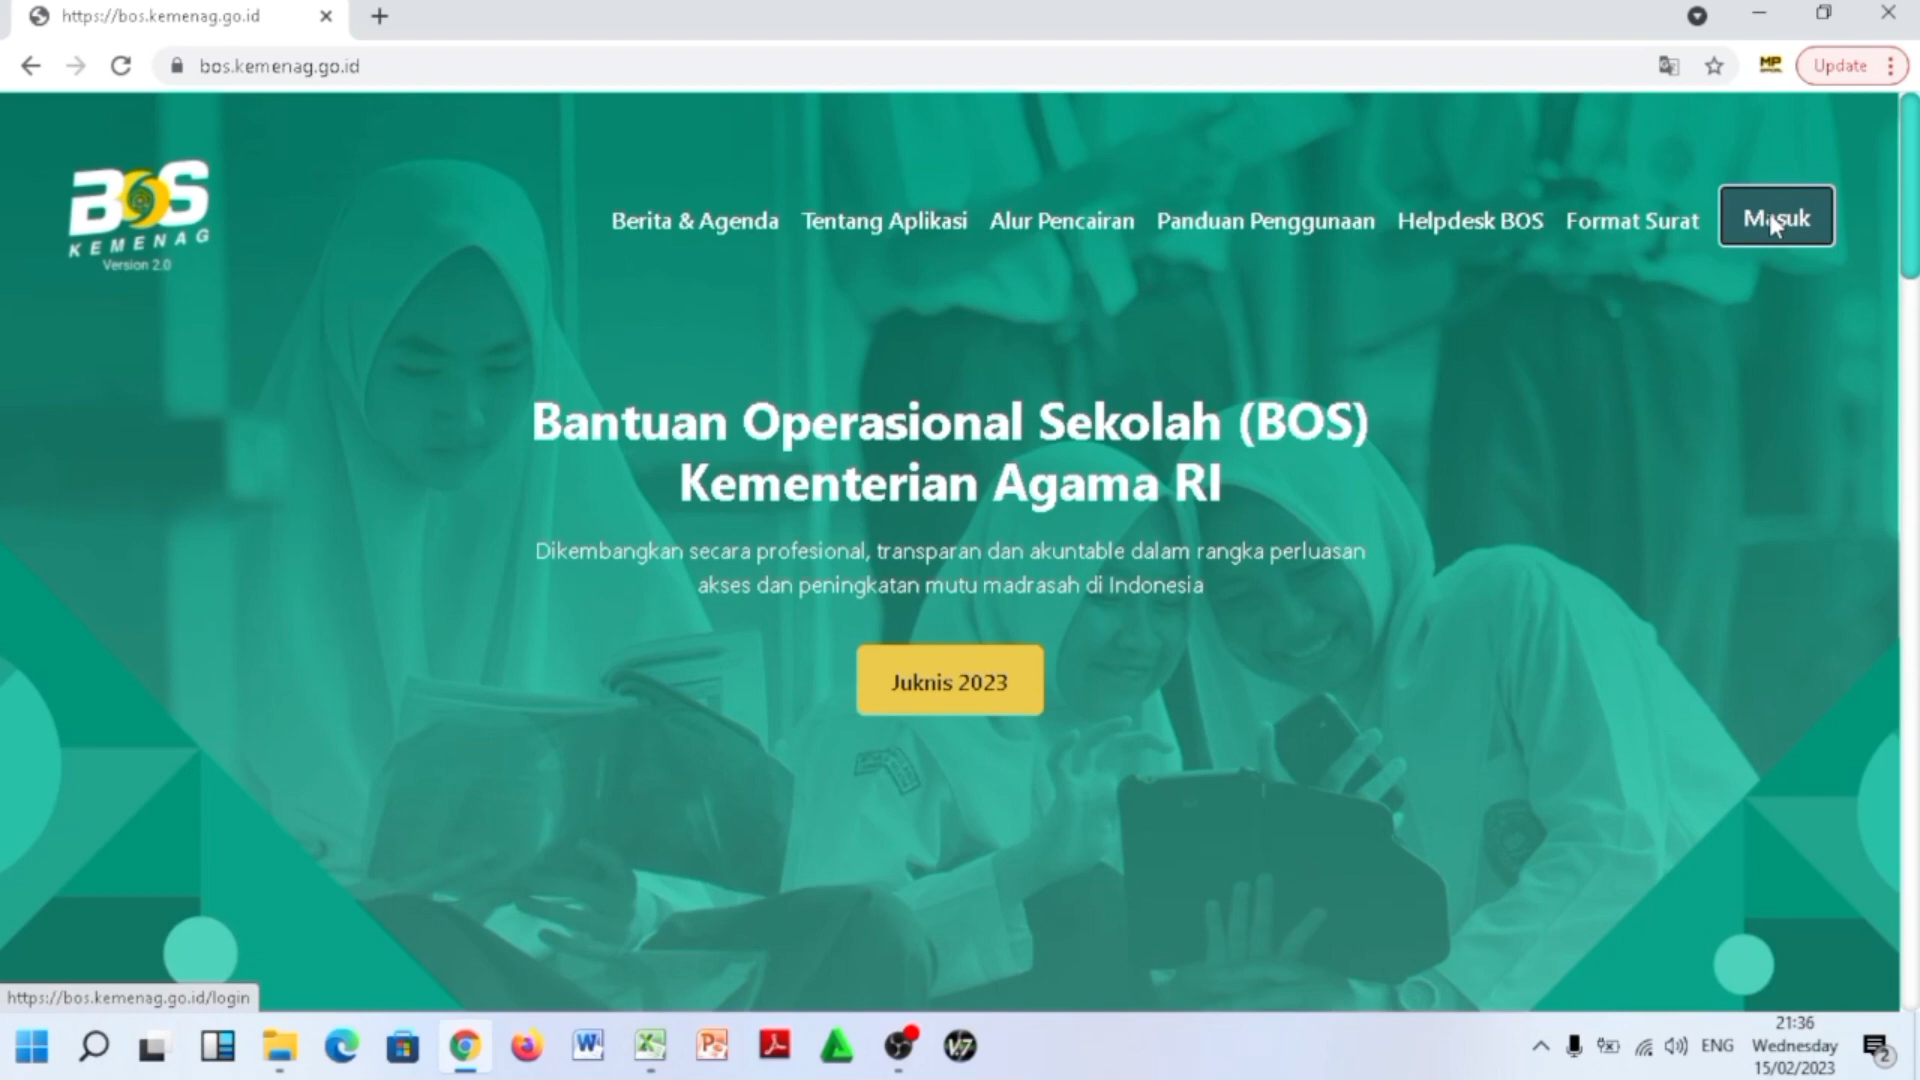 https://bos.kemenag.go.id
bos.kemenag.go.id
MP
Update
BOS
KEMENAG
Version 2.0
Berita & Agenda
Tentang Aplikasi
Alur Pencairan
Panduan Penggunaan
Helpdesk BOS
Format Surat
Masuk
Bantuan Operasional Sekolah (BOS)
Kementerian Agama RI
Dikembangkan secara profesional, transparan dan akuntable dalam rangka perluasan
akses dan peningkatan mutu madrasah di Indonesia
Juknis 2023
https://bos.kemenag.go.id/login
V7
ENG
21:36
Wednesday
15/02/2023
2